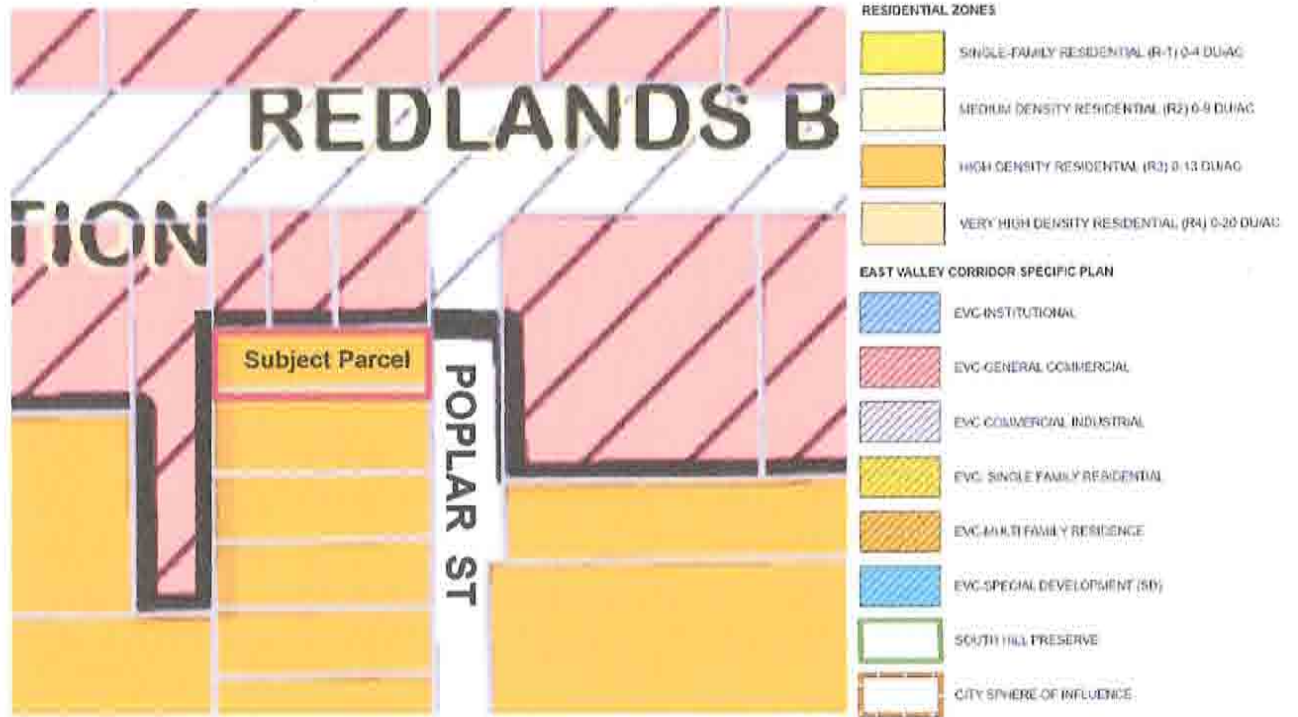 REDLANDS B
TION
Subject Parcel
POPLAR ST
RESIDENTIAL ZONES
SINGLE-FAMILY RESIDENTIAL (R-1) 0-4 DU/AC
MEDIUM DENSITY RESIDENTIAL (R2) 0-9 DU/AC
HIGH DENSITY RESIDENTIAL (R3) 0-13 DU/AC
VERY HIGH DENSITY RESIDENTIAL (R4) 0-20 DU/AC
EAST VALLEY CORRIDOR SPECIFIC PLAN
EVC-INSTITUTIONAL
EVC-GENERAL COMMERCIAL
EVC-COMMERCIAL INDUSTRIAL
EVC- SINGLE FAMILY RESIDENTIAL
EVC-MULTI FAMILY RESIDENCE
EVC-SPECIAL DEVELOPMENT (SD)
SOUTH HILL PRESERVE
CITY SPHERE OF INFLUENCE